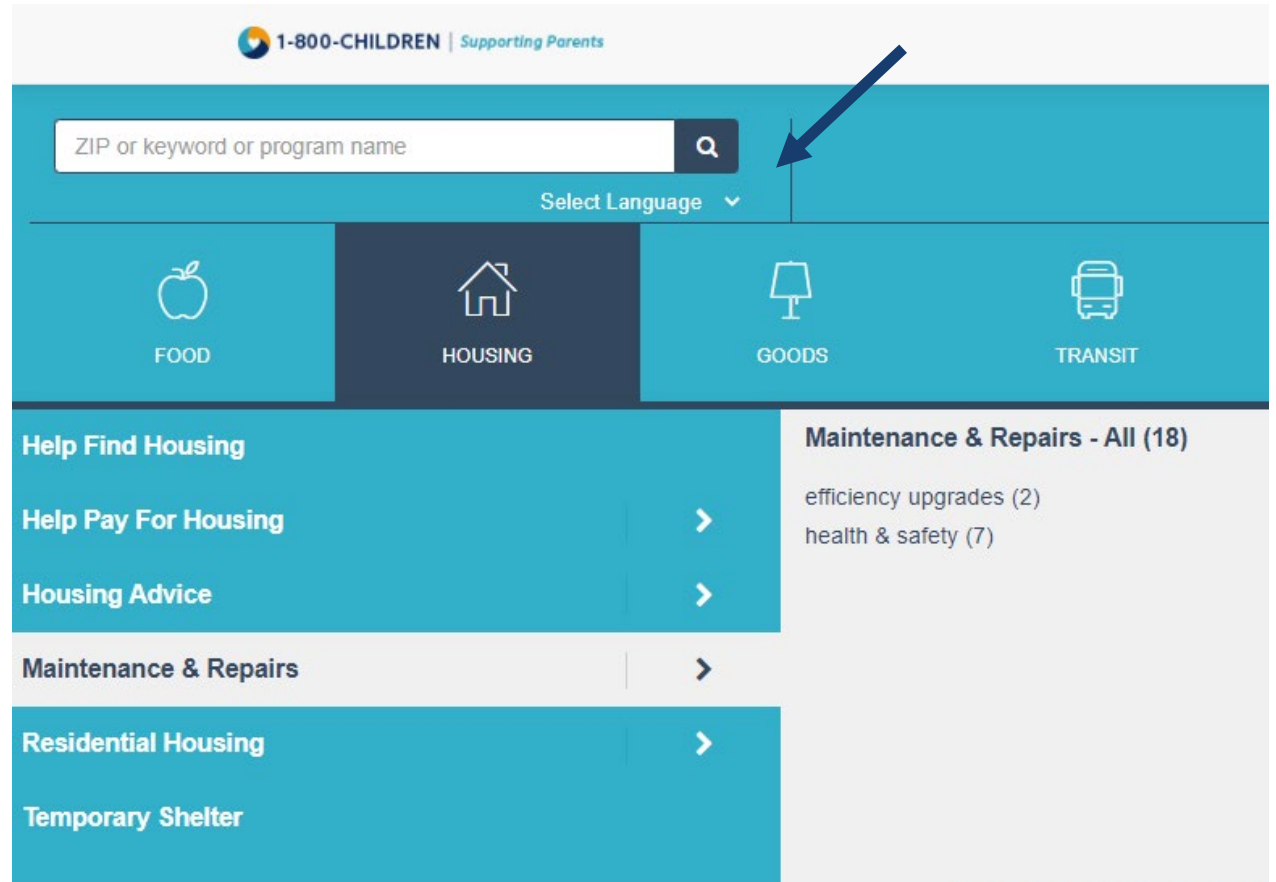 1-800-CHILDREN | Supporting Parents
ZIP or keyword or program name
Select Language
FOOD
HOUSING
GOODS
TRANSIT
Help Find Housing
Help Pay For Housing
Housing Advice
Maintenance & Repairs
Residential Housing
Temporary Shelter
Maintenance & Repairs - All (18)
efficiency upgrades (2)
health & safety (7)